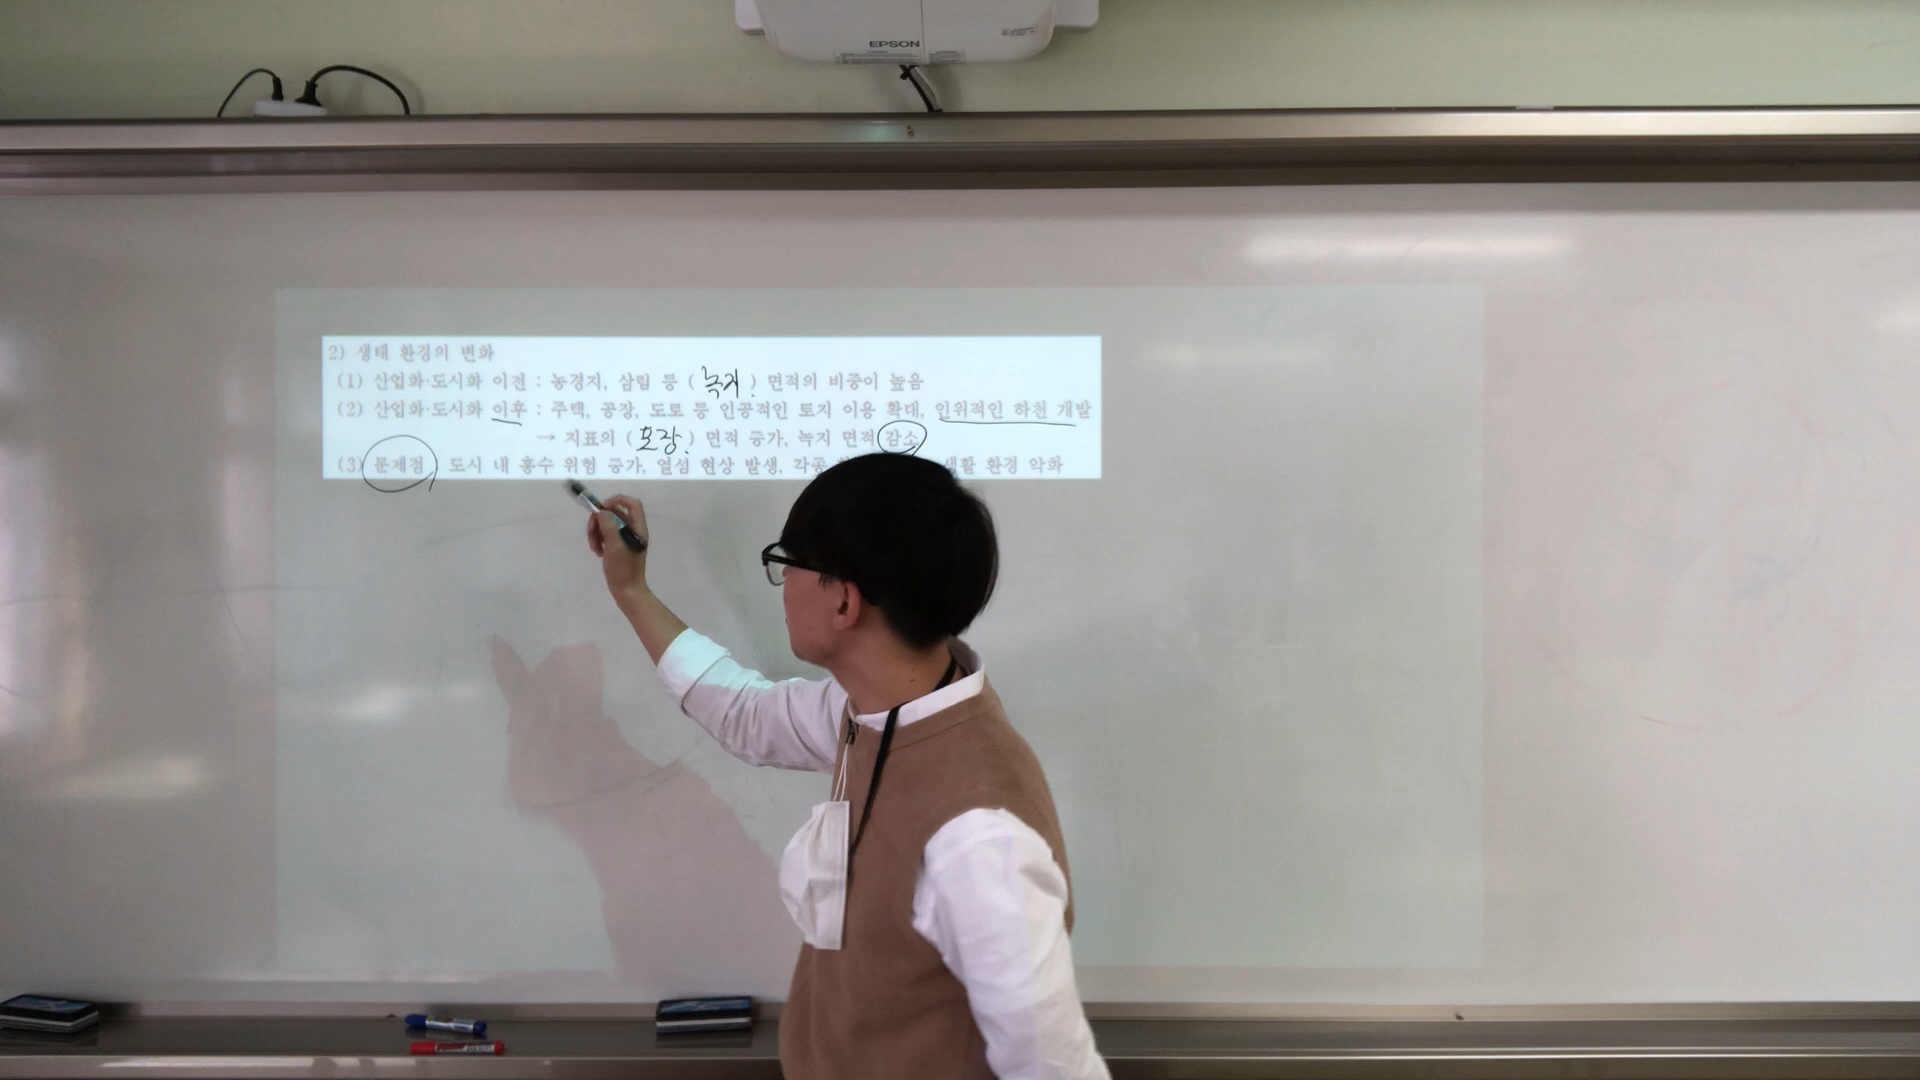 EPSON
2) 생태 환경의 변화
(1) 산업화·도시화 이전 : 농경지, 삼림 등 ( 녹지 ) 면적의 비중이 높음
(2) 산업화·도시화 이후 : 주택, 공장, 도로 등 인공적인 토지 이용 확대, 인위적인 하천 개발
→ 지표의 ( 포장 ) 면적 증가, 녹지 면적 감소
(3) 문제점 도시 내 홍수 위험 증가, 열섬 현상 발생, 각종 생활 환경 악화